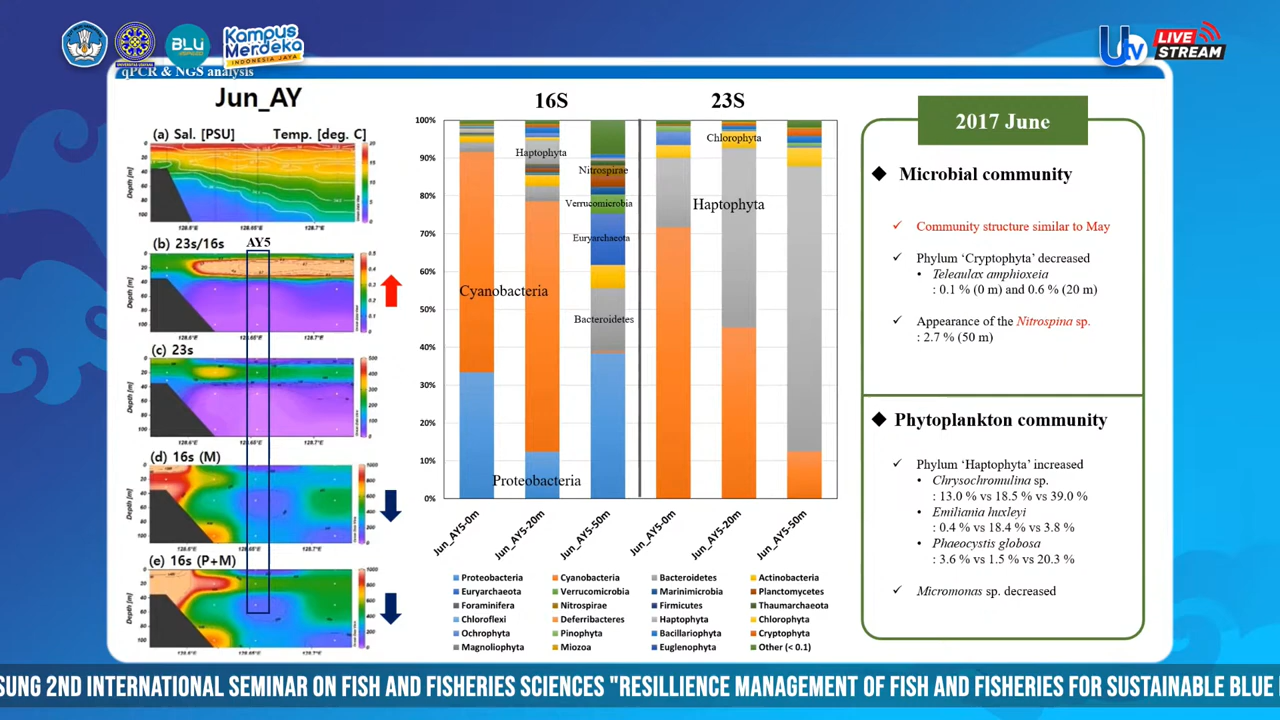 BLU
Kampus
Merdeka
INDONESIA JAYA
Utv
LIVE
STREAM
qPCR & NGS analysis
Jun_AY
(a) Sal. [PSU] Temp. [deg. C]
(b) 23s/16s
AY5
(c) 23s
(d) 16s (M)
(e) 16s (P+M)
Depth [m]
Depth [m]
Depth [m]
Depth [m]
Depth [m]
16S
23S
100%
90%
80%
70%
60%
50%
40%
30%
20%
10%
0%
Haptophyta
Nitrospirae
Verrucomicrobia
Euryarchaeota
Cyanobacteria
Bacteroidetes
Proteobacteria
Chlorophyta
Haptophyta
Jun_AY5-0m
Jun_AY5-20m
Jun_AY5-50m
Jun_AY5-0m
Jun_AY5-20m
Jun_AY5-50m
Proteobacteria Cyanobacteria Bacteroidetes Actinobacteria
Euryarchaeota Verrucomicrobia Marinimicrobia Planctomycetes
Foraminifera Nitrospirae Firmicutes Thaumarchaeota
Chloroflexi Deferribacteres Haptophyta Chlorophyta
Ochrophyta Pinophyta Bacillariophyta Cryptophyta
Magnoliophyta Miozoa Euglenophyta Other (< 0.1)
2017 June
◆ Microbial community
✓ Community structure similar to May
✓ Phylum ‘Cryptophyta’ decreased
• Teleaulax amphioxeia
: 0.1 % (0 m) and 0.6 % (20 m)
✓ Appearance of the Nitrospina sp.
: 2.7 % (50 m)
◆ Phytoplankton community
✓ Phylum ‘Haptophyta’ increased
• Chrysochromulina sp.
: 13.0 % vs 18.5 % vs 39.0 %
• Emiliania huxleyi
: 0.4 % vs 18.4 % vs 3.8 %
• Phaeocystis globosa
: 3.6 % vs 1.5 % vs 20.3 %
✓ Micromonas sp. decreased
SUNG 2ND INTERNATIONAL SEMINAR ON FISH AND FISHERIES SCIENCES "RESILLIENCE MANAGEMENT OF FISH AND FISHERIES FOR SUSTAINABLE BLUE